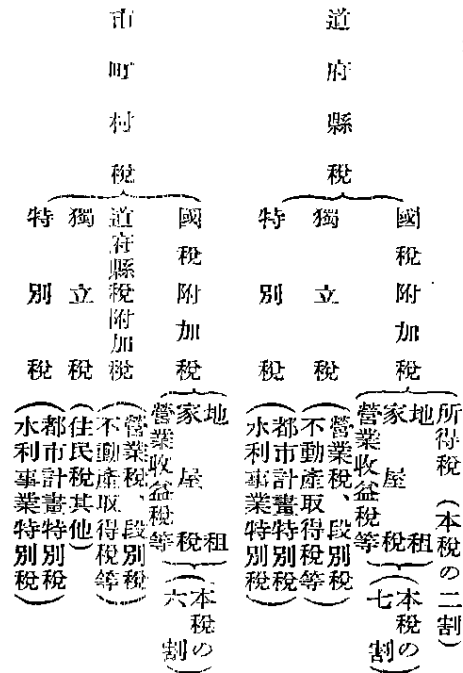 道府縣稅
國稅附加稅
所得稅（本稅の二割）
地租
家屋稅
營業收益稅等
（本稅の
七割）
獨立稅
（營業稅、段別稅
不動產取得稅等）
特別稅
（都市計畫特別稅
水利事業特別稅）
市町村稅
國稅附加稅
地租
家屋稅
營業收益稅等
（本稅の
六割）
道府縣稅附加稅
（營業稅、段別稅
不動產取得稅等）
獨立稅
（住民稅其他）
特別稅
（都市計畫特別稅
水利事業特別稅）